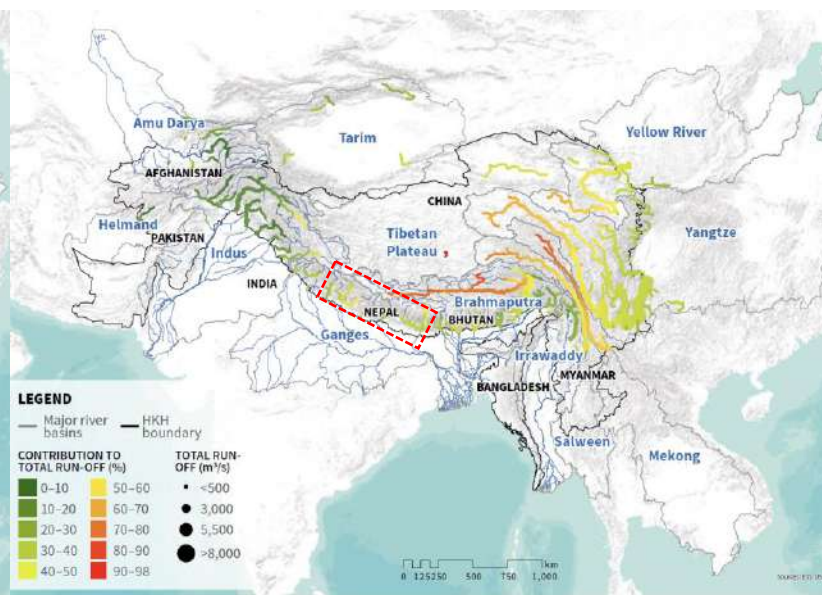 Amu Darya
Tarim
Yellow River
AFGHANISTAN
CHINA
Helmand
PAKISTAN
Indus
Tibetan
Plateau
Yangtze
INDIA
NEPAL
Brahmaputra
BHUTAN
Ganges
Irrawaddy
MYANMAR
BANGLADESH
Salween
Mekong
LEGEND
Major river
basins
HKH
boundary
CONTRIBUTION TO
TOTAL RUN-OFF (%)
0–10
10–20
20–30
30–40
40–50
50–60
60–70
70–80
80–90
90–98
TOTAL RUN-
OFF (m³/s)
<500
3,000
5,500
>8,000
km
0 125250 500 750 1,000